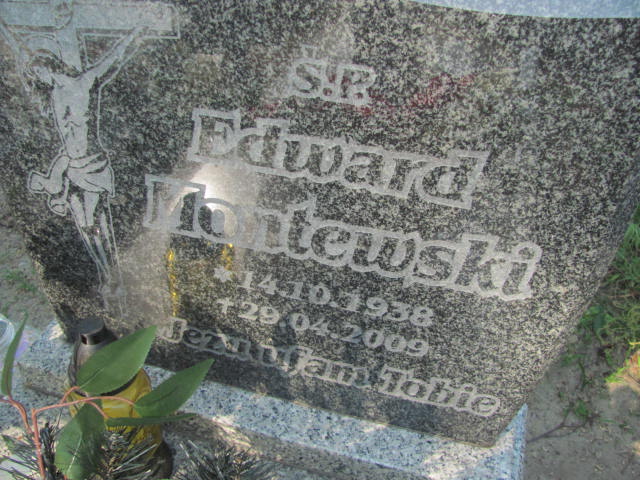 Ś.P.
Edward
Montewski
* 14.10.1938
† 29.04.2009
Jezu Ufam Tobie